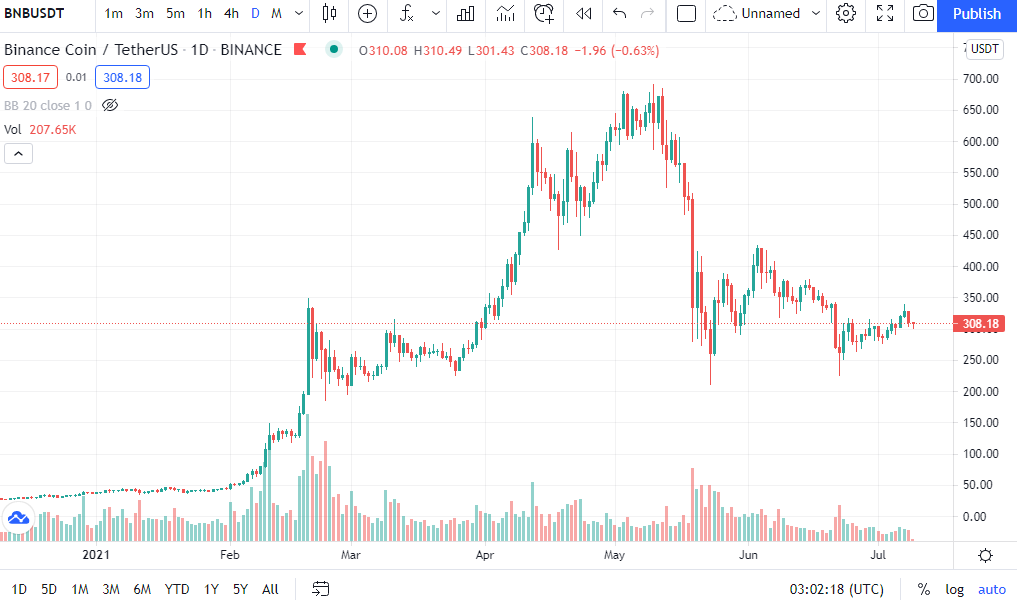 BNBUSDT 1m 3m 5m 1h 4h D M fx Unnamed Publish
Binance Coin / TetherUS · 1D · BINANCE O310.08 H310.49 L301.43 C308.18 −1.96 (−0.63%) USDT
308.17 0.01 308.18
BB 20 close 1 0
Vol 207.65K
700.00
650.00
600.00
550.00
500.00
450.00
400.00
350.00
308.18
250.00
200.00
150.00
100.00
50.00
0.00
2021 Feb Mar Apr May Jun Jul
1D 5D 1M 3M 6M YTD 1Y 5Y All 03:02:18 (UTC) % log auto